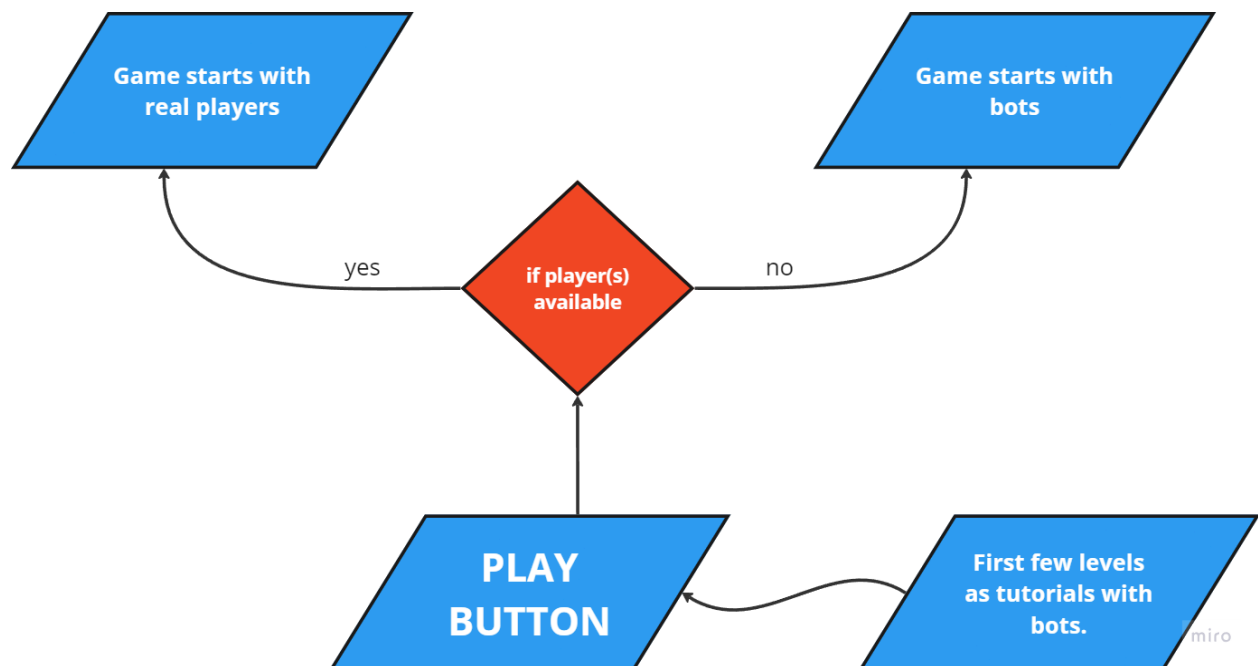 Game starts with
real players
Game starts with
bots
if player(s)
available
yes
no
PLAY
BUTTON
First few levels
as tutorials with
bots.
miro